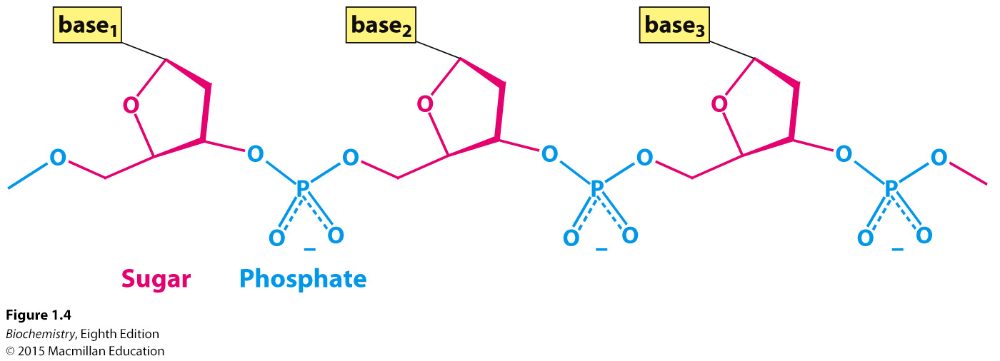 base₁ base₂ base₃
O O O
O O O O O O O
P P P
O O O O O O
– – –
Sugar Phosphate
Figure 1.4
Biochemistry, Eighth Edition
© 2015 Macmillan Education